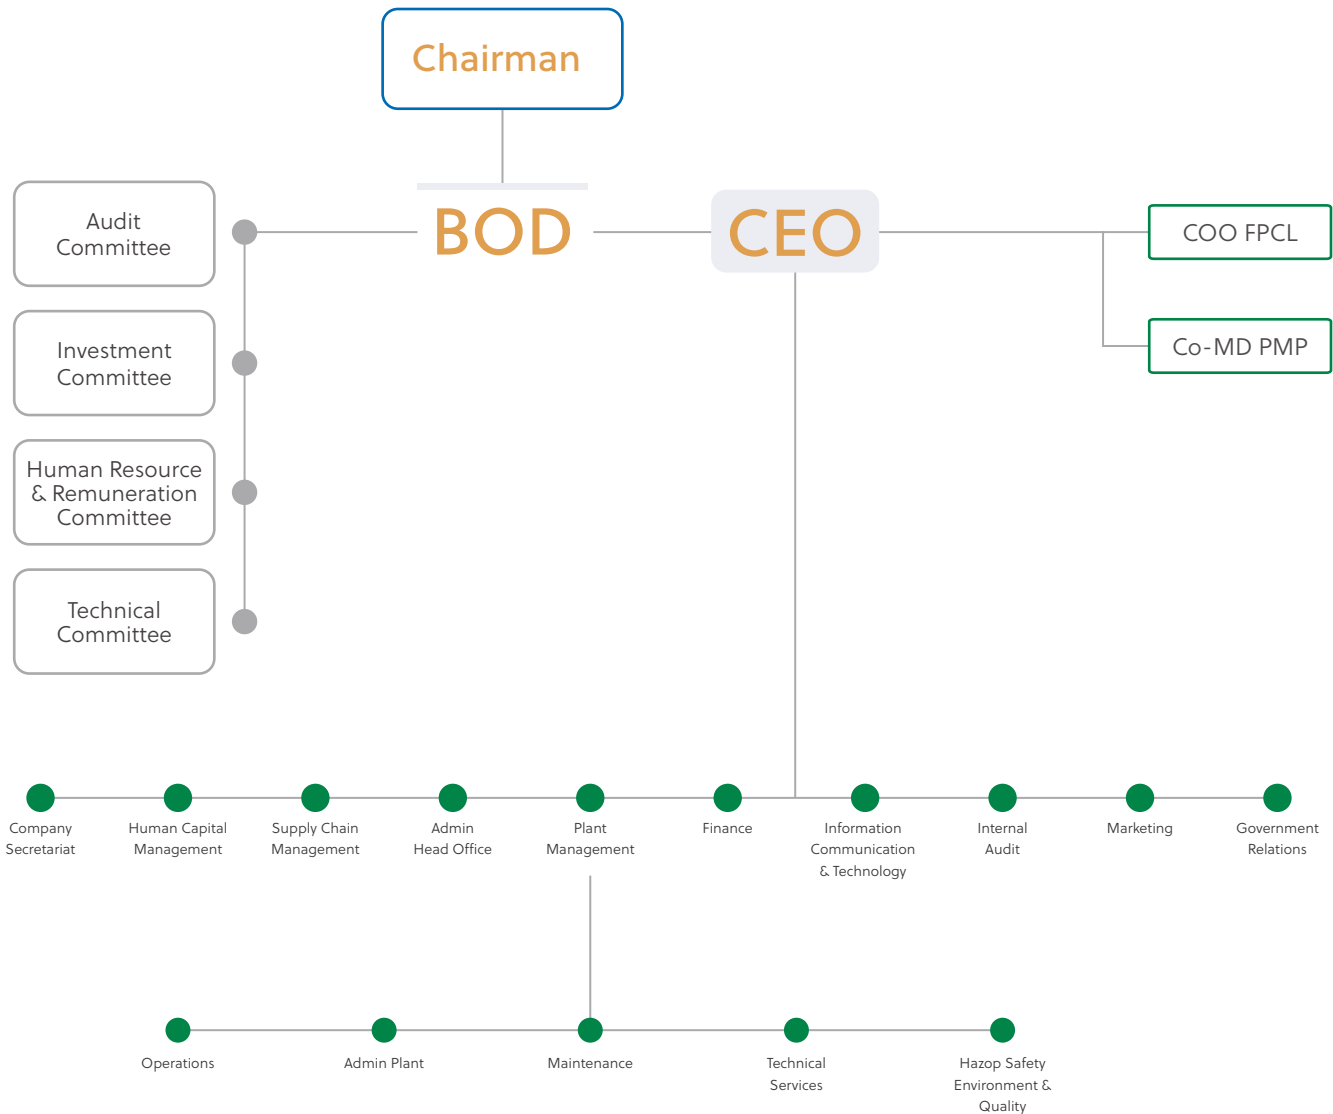 Chairman
BOD
CEO
Audit
Committee
Investment
Committee
Human Resource
& Remuneration
Committee
Technical
Committee
COO FPCL
Co-MD PMP
Company
Secretariat
Human Capital
Management
Supply Chain
Management
Admin
Head Office
Plant
Management
Finance
Information
Communication
& Technology
Internal
Audit
Marketing
Government
Relations
Operations
Admin Plant
Maintenance
Technical
Services
Hazop Safety
Environment &
Quality